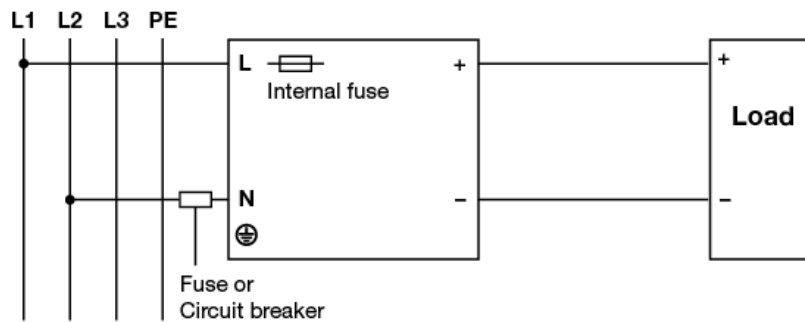 L1 L2 L3 PE
L +
Internal fuse
+
Load
N −
−
Fuse or
Circuit breaker